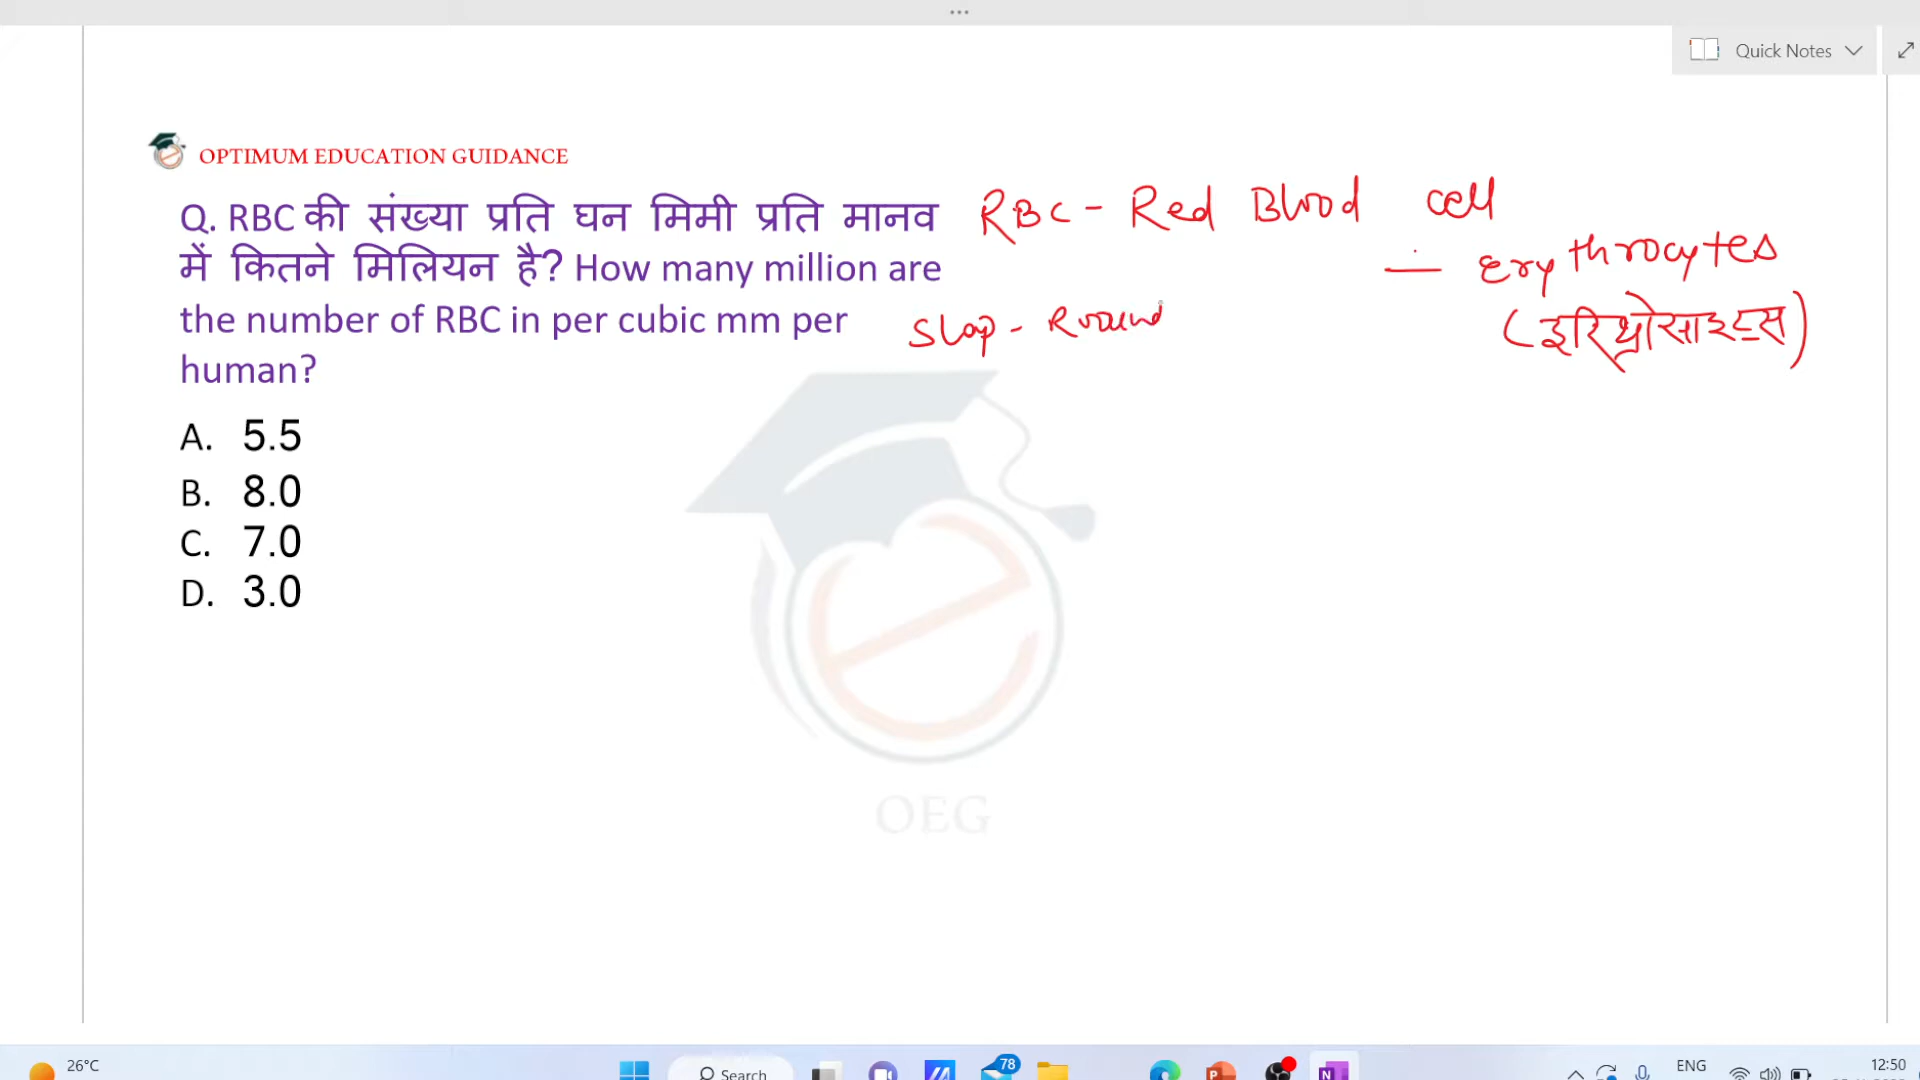 ...
Quick Notes
OPTIMUM EDUCATION GUIDANCE
Q. RBC की संख्या प्रति घन मिमी प्रति मानव
में कितने मिलियन है? How many million are
the number of RBC in per cubic mm per
human?
RBC - Red Blood cell
— Erythrocytes
(इरिथ्रोसाइट्स)
Slap - Rround
A. 5.5
B. 8.0
C. 7.0
D. 3.0
OEG
26°C
Search
78
ENG
12:50